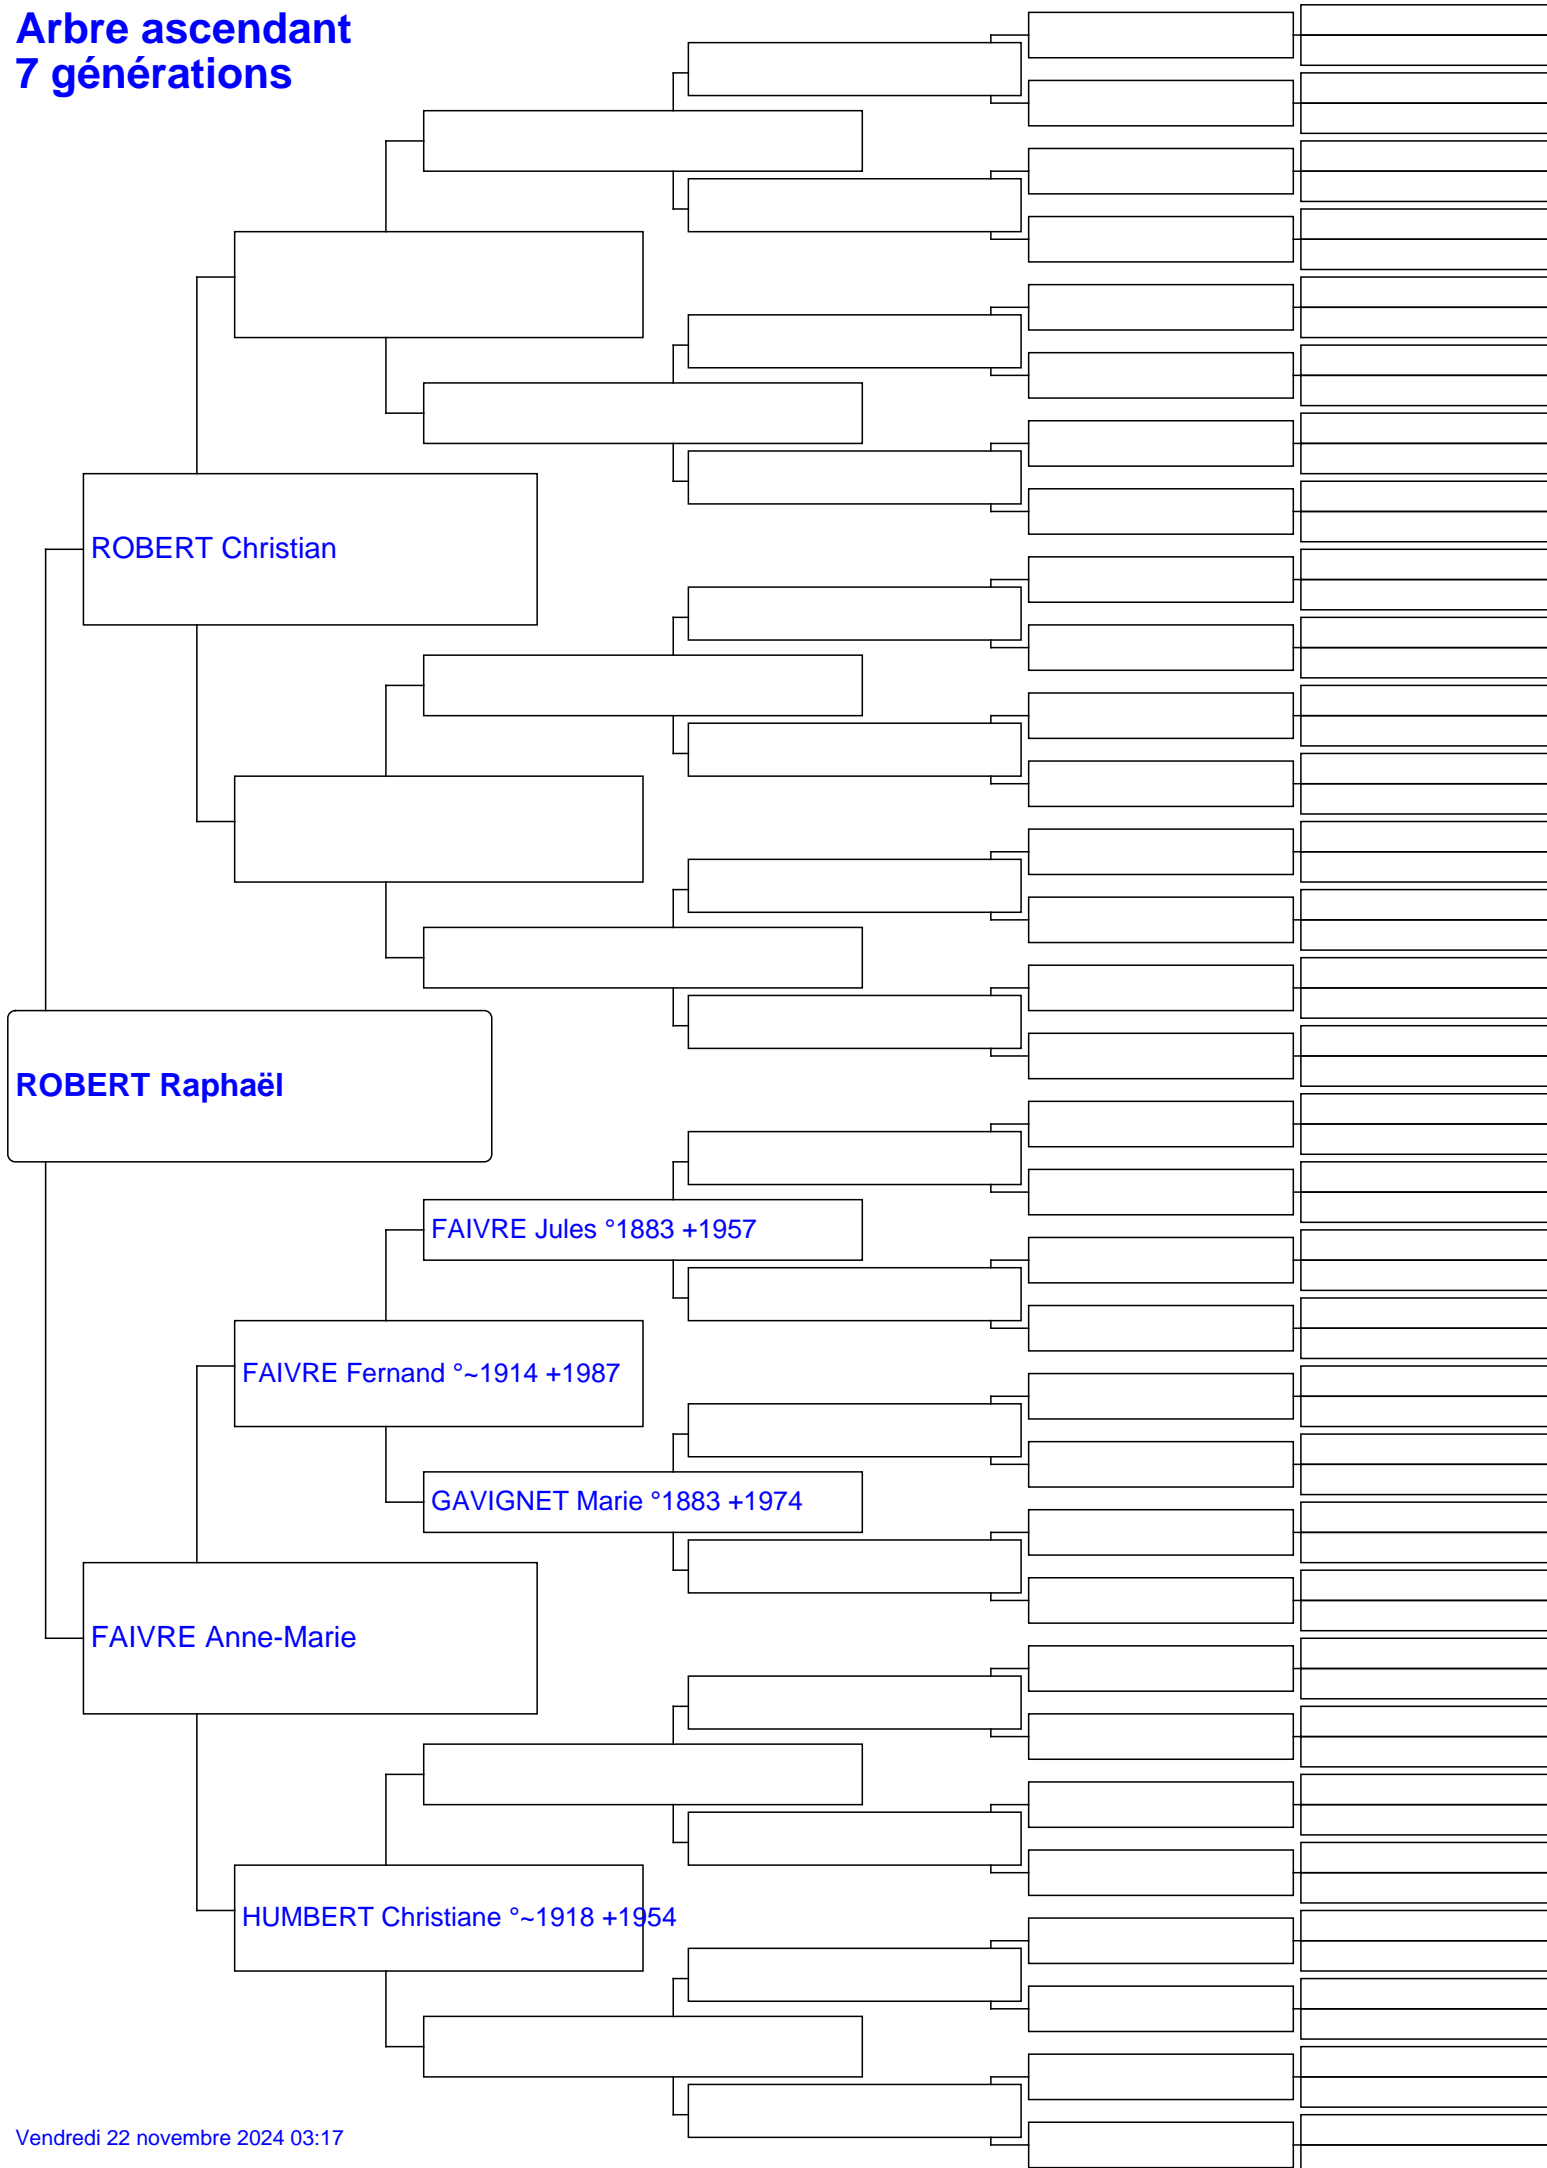 Arbre ascendant
7 générations
ROBERT Christian
ROBERT Raphaël
FAIVRE Jules °1883 +1957
FAIVRE Fernand °~1914 +1987
GAVIGNET Marie °1883 +1974
FAIVRE Anne-Marie
HUMBERT Christiane °~1918 +1954
Vendredi 22 novembre 2024 03:17